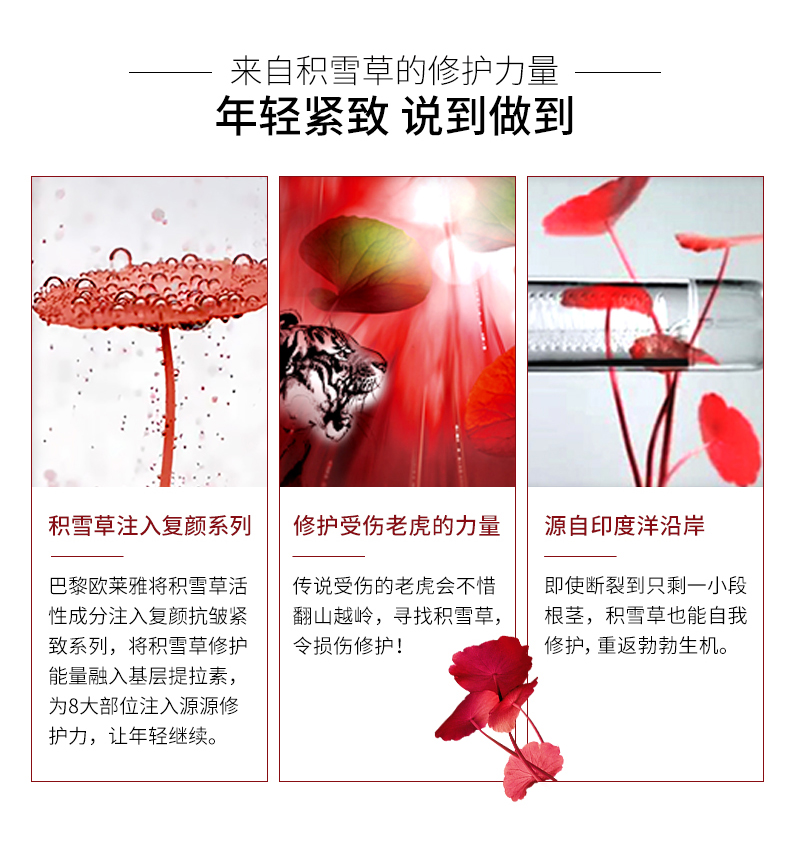 来自积雪草的修护力量
年轻紧致 说到做到
积雪草注入复颜系列
巴黎欧莱雅将积雪草活
性成分注入复颜抗皱紧
致系列，将积雪草修护
能量融入基层提拉素，
为8大部位注入源源修
护力，让年轻继续。
修护受伤老虎的力量
传说受伤的老虎会不惜
翻山越岭，寻找积雪草，
令损伤修护！
源自印度洋沿岸
即使断裂到只剩一小段
根茎，积雪草也能自我
修护，重返勃勃生机。